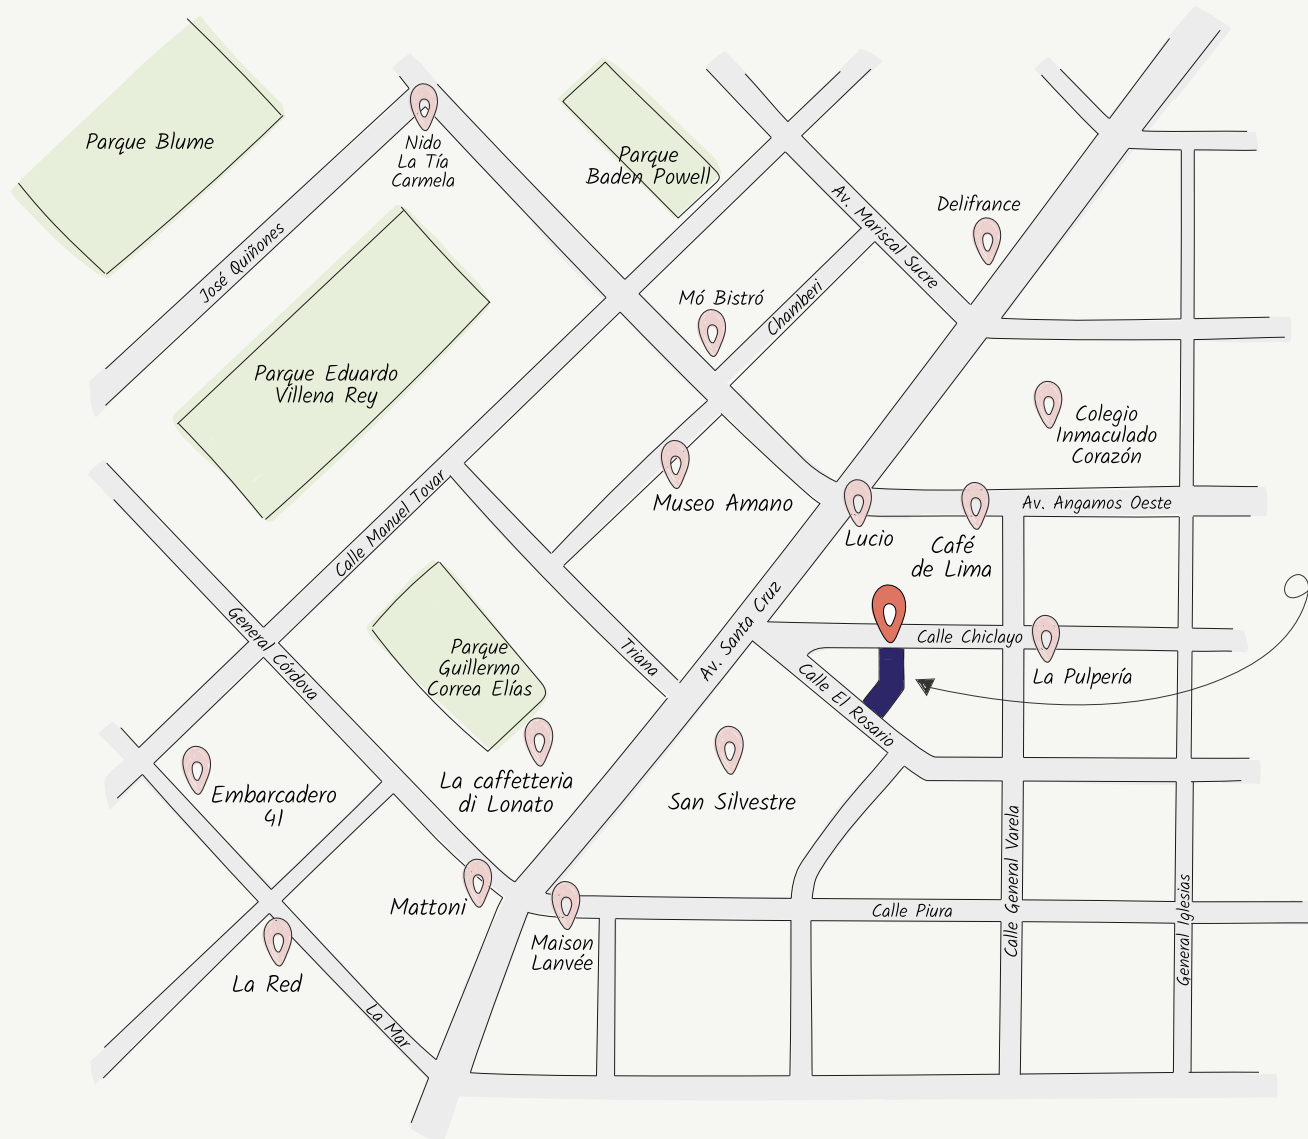 Parque Blume
Nido
La Tía
Carmela
Parque
Baden Powell
Av. Mariscal Sucre
Delifrance
José Quiñones
Mó Bistró
Chamberi
Parque Eduardo
Villena Rey
Colegio
Inmaculado
Corazón
Museo Amano
Av. Angamos Oeste
Calle Manuel Tovar
Lucio
Café
de Lima
General Córdova
Parque
Guillermo
Correa Elías
Triana
Av. Santa Cruz
Calle Chiclayo
La Pulpería
Calle El Rosario
Embarcadero
41
La caffetteria
di Lonato
San Silvestre
Calle General Varela
General Iglesias
Mattoni
Maison
Lanvée
Calle Piura
La Red
La Mar